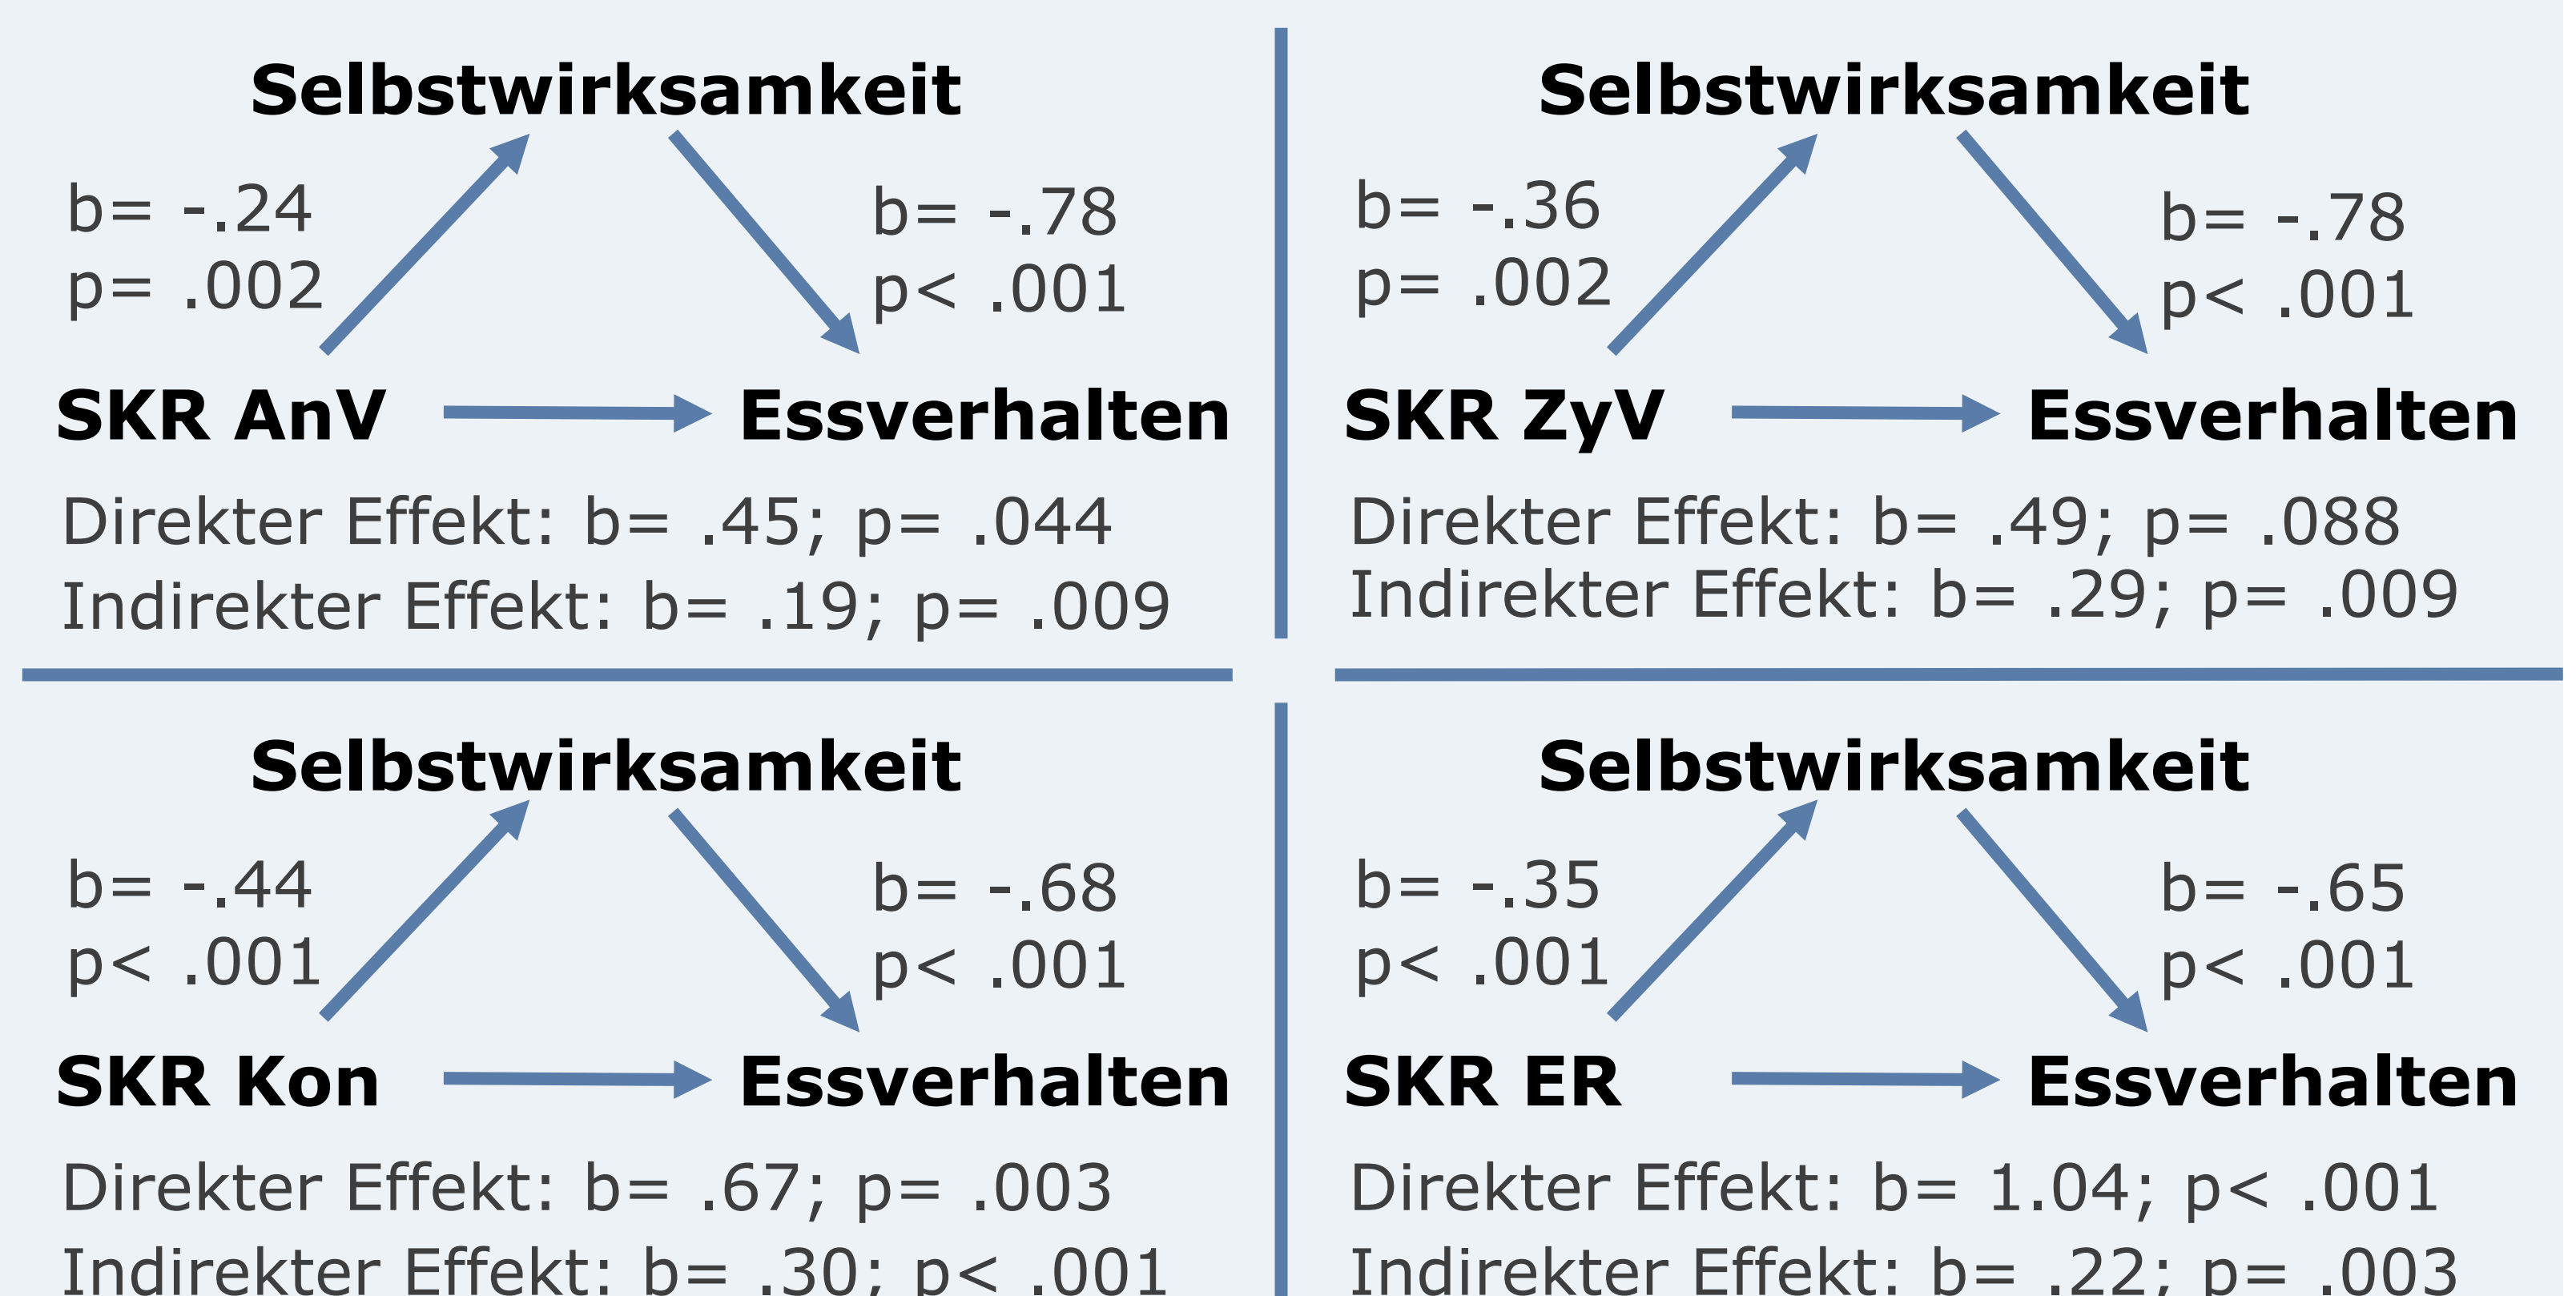 Selbstwirksamkeit
b= -.24
p= .002
b= -.78
p< .001
SKR AnV
Essverhalten
Direkter Effekt: b= .45; p= .044
Indirekter Effekt: b= .19; p= .009
Selbstwirksamkeit
b= -.36
p= .002
b= -.78
p< .001
SKR ZyV
Essverhalten
Direkter Effekt: b= .49; p= .088
Indirekter Effekt: b= .29; p= .009
Selbstwirksamkeit
b= -.44
p< .001
b= -.68
p< .001
SKR Kon
Essverhalten
Direkter Effekt: b= .67; p= .003
Indirekter Effekt: b= .30; p< .001
Selbstwirksamkeit
b= -.35
p< .001
b= -.65
p< .001
SKR ER
Essverhalten
Direkter Effekt: b= 1.04; p< .001
Indirekter Effekt: b= .22; p= .003